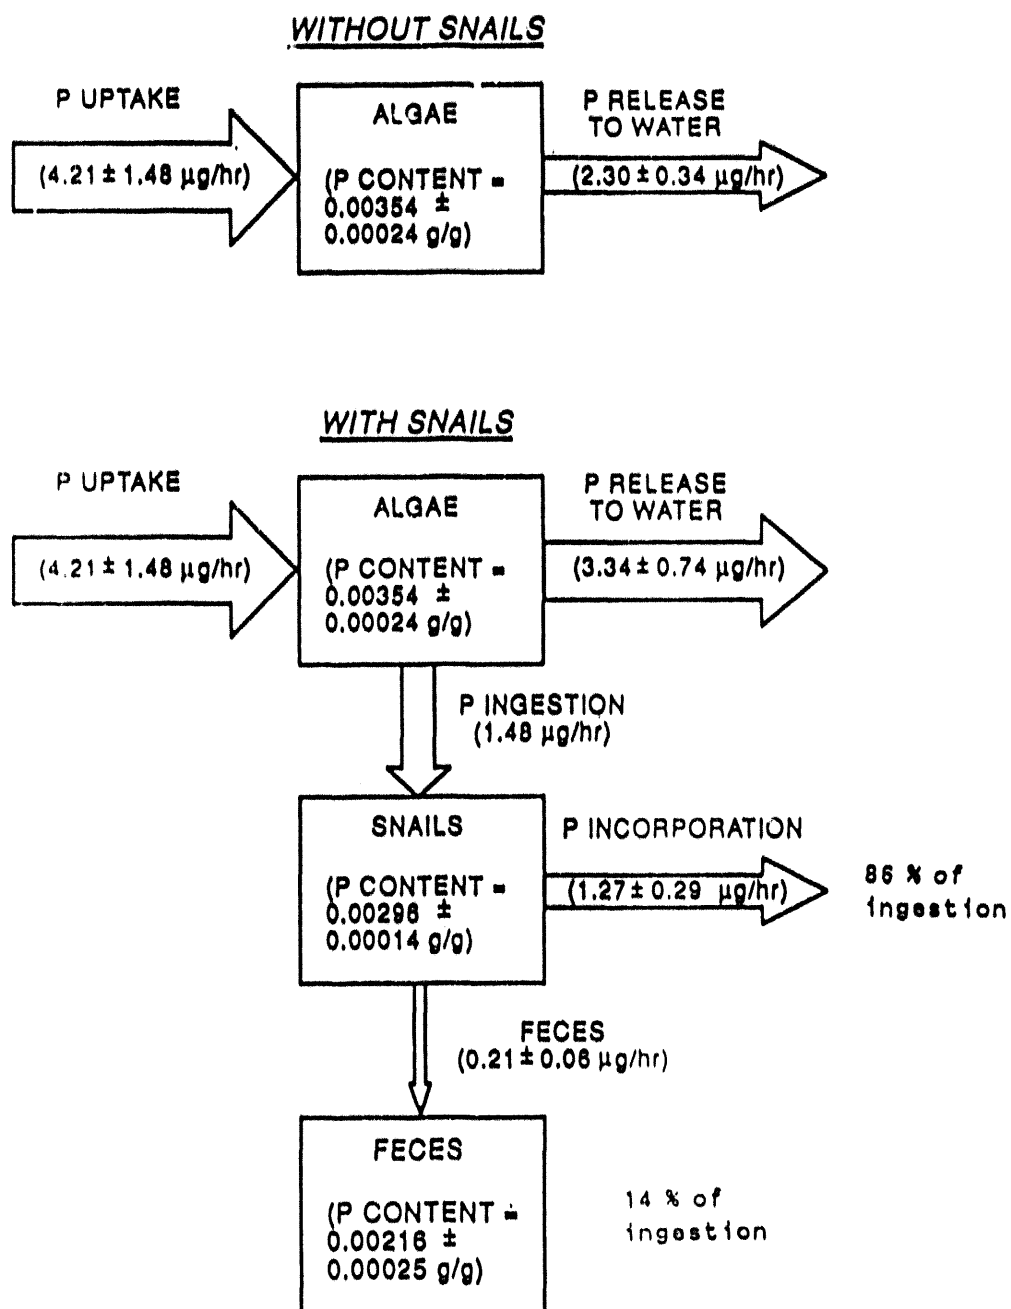 WITHOUT SNAILS
P UPTAKE
(4.21 ± 1.48 µg/hr)
ALGAE
(P CONTENT =
0.00354 ±
0.00024 g/g)
P RELEASE
TO WATER
(2.30 ± 0.34 µg/hr)
WITH SNAILS
P UPTAKE
(4.21 ± 1.48 µg/hr)
ALGAE
(P CONTENT =
0.00354 ±
0.00024 g/g)
P RELEASE
TO WATER
(3.34 ± 0.74 µg/hr)
P INGESTION
(1.48 µg/hr)
SNAILS
(P CONTENT =
0.00296 ±
0.00014 g/g)
P INCORPORATION
(1.27 ± 0.29 µg/hr)
86 % of
ingestion
FECES
(0.21 ± 0.06 µg/hr)
FECES
(P CONTENT =
0.00216 ±
0.00025 g/g)
14 % of
ingestion